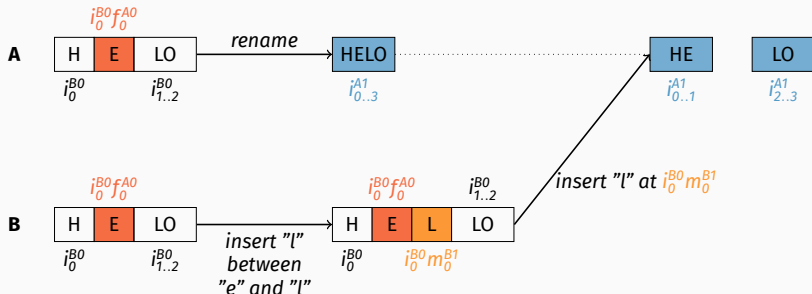 i₀ᴮ⁰f₀ᴬ⁰
A H E LO rename HELO HE LO
i₀ᴮ⁰ i₁..₂ᴮ⁰ i₀..₃ᴬ¹ i₀..₁ᴬ¹ i₂..₃ᴬ¹
i₀ᴮ⁰f₀ᴬ⁰ i₀ᴮ⁰f₀ᴬ⁰ i₁..₂ᴮ⁰ insert ”l” at i₀ᴮ⁰m₀ᴮ¹
B H E LO H E L LO
i₀ᴮ⁰ i₁..₂ᴮ⁰ insert ”l” i₀ᴮ⁰ i₀ᴮ⁰m₀ᴮ¹
between
”e” and ”l”